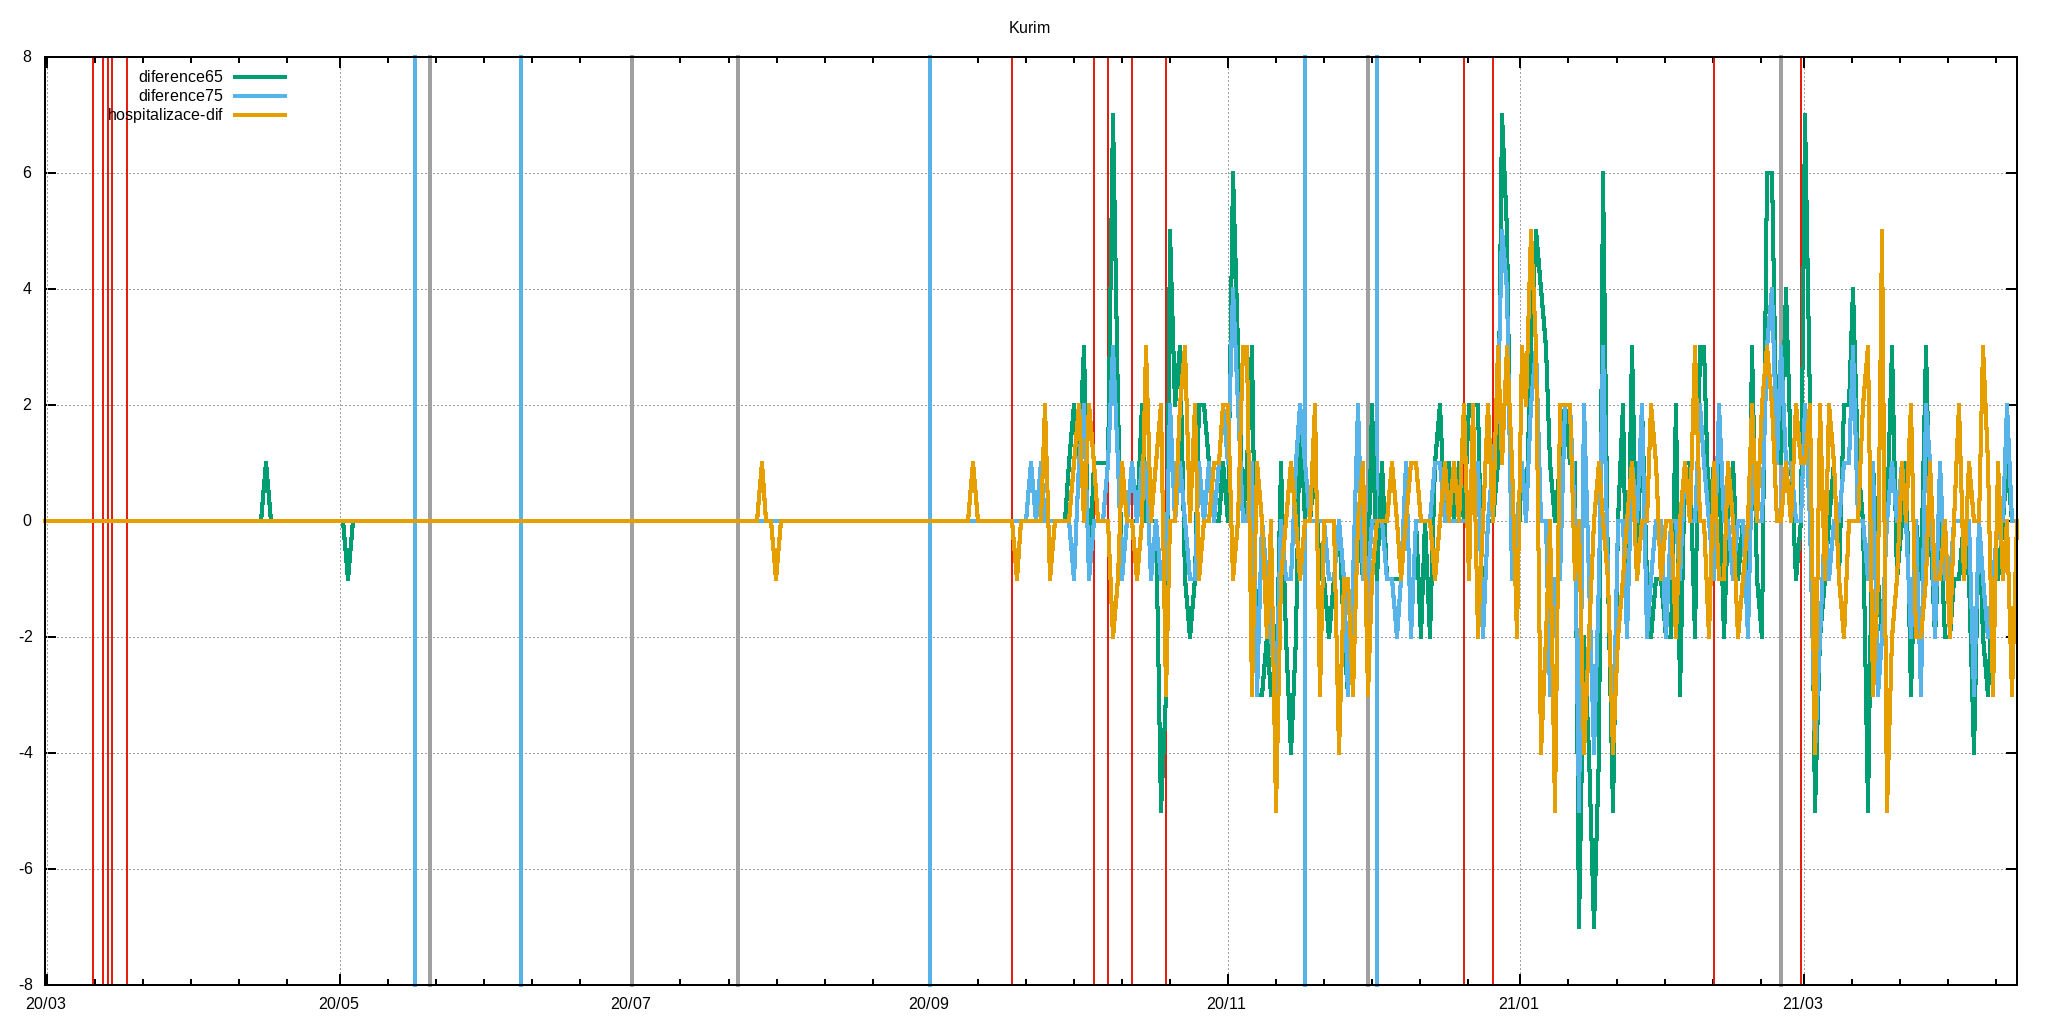 Kurim
8
diference65
diference75
hospitalizace-dif
6
4
2
0
-2
-4
-6
-8
20/03 20/05 20/07 20/09 20/11 21/01 21/03